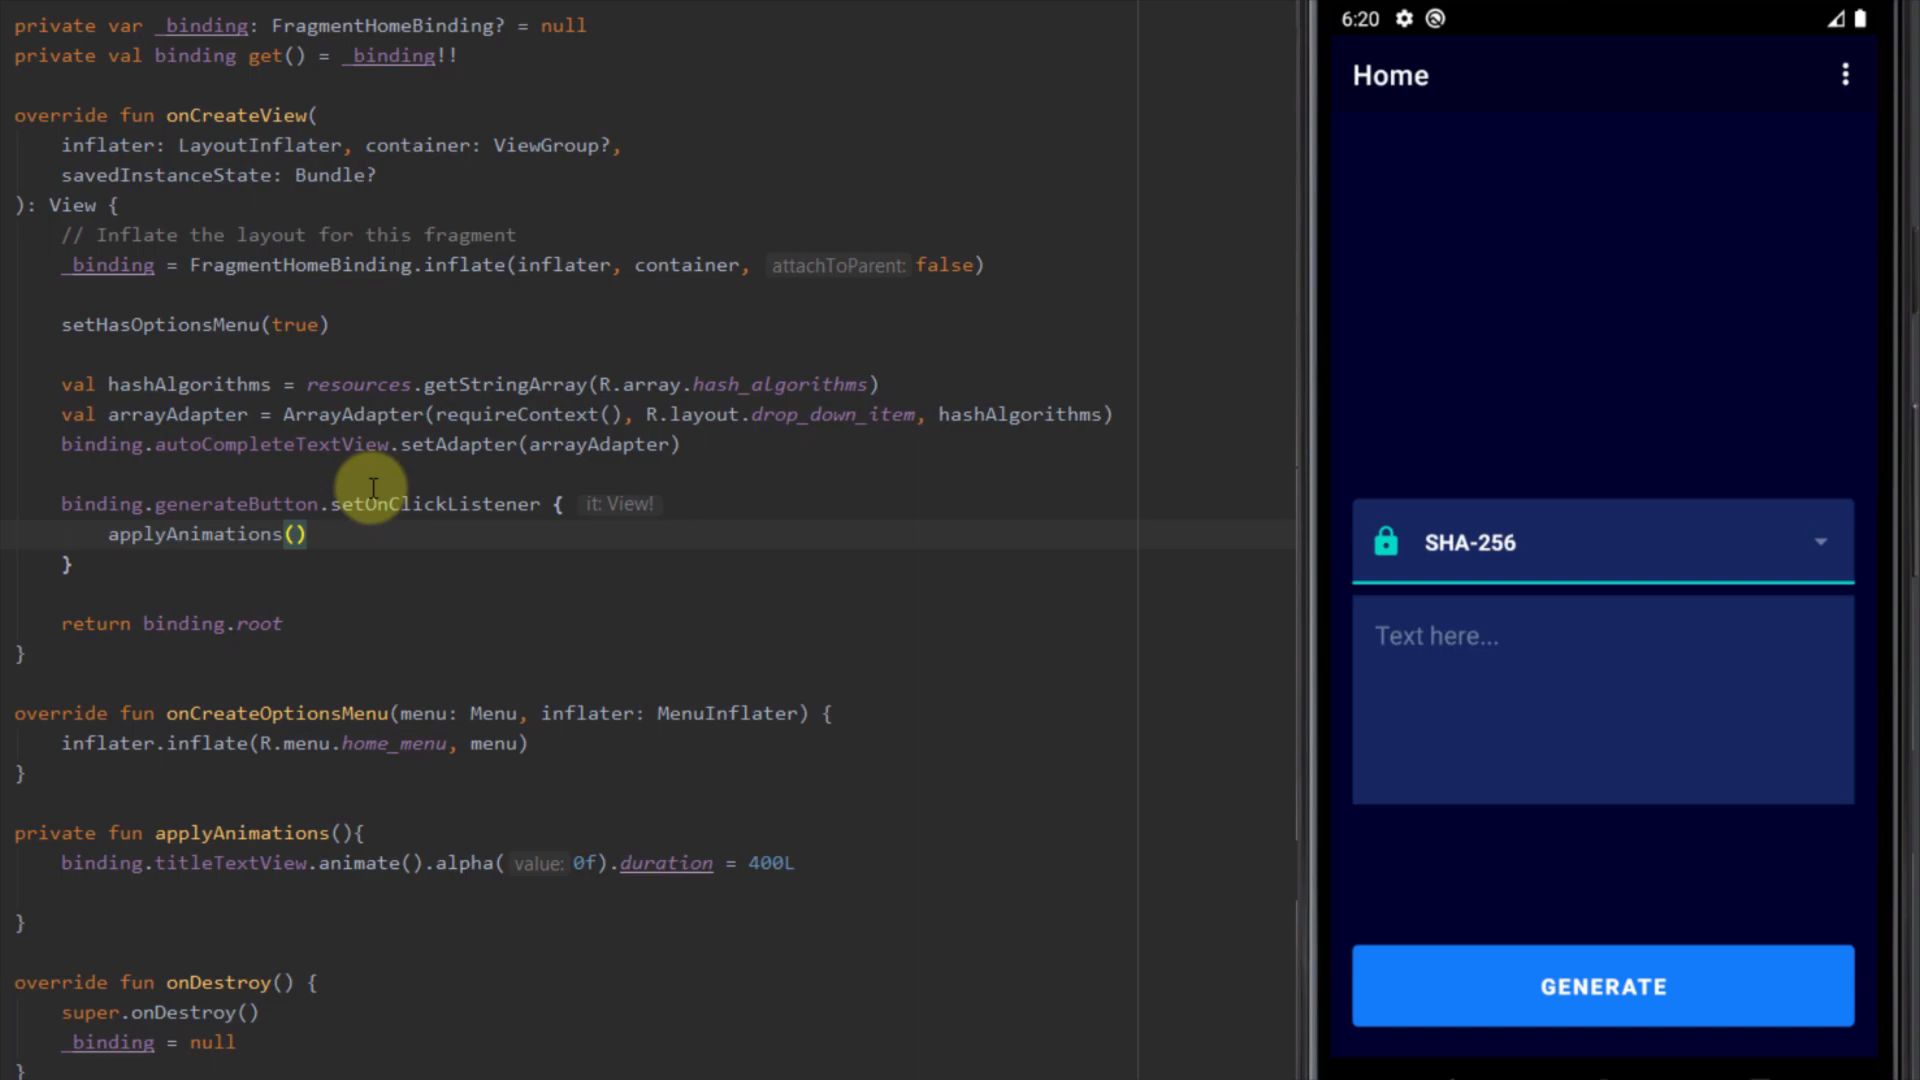 private var _binding: FragmentHomeBinding? = null
private val binding get() = _binding!!
override fun onCreateView(
inflater: LayoutInflater, container: ViewGroup?,
savedInstanceState: Bundle?
): View {
// Inflate the layout for this fragment
_binding = FragmentHomeBinding.inflate(inflater, container, attachToParent: false)
setHasOptionsMenu(true)
val hashAlgorithms = resources.getStringArray(R.array.hash_algorithms)
val arrayAdapter = ArrayAdapter(requireContext(), R.layout.drop_down_item, hashAlgorithms)
binding.autoCompleteTextView.setAdapter(arrayAdapter)
binding.generateButton.setOnClickListener { it: View!
applyAnimations()
}
return binding.root
}
override fun onCreateOptionsMenu(menu: Menu, inflater: MenuInflater) {
inflater.inflate(R.menu.home_menu, menu)
}
private fun applyAnimations(){
binding.titleTextView.animate().alpha( value: 0f).duration = 400L
}
override fun onDestroy() {
super.onDestroy()
_binding = null
}
6:20
Home
SHA-256
Text here...
GENERATE